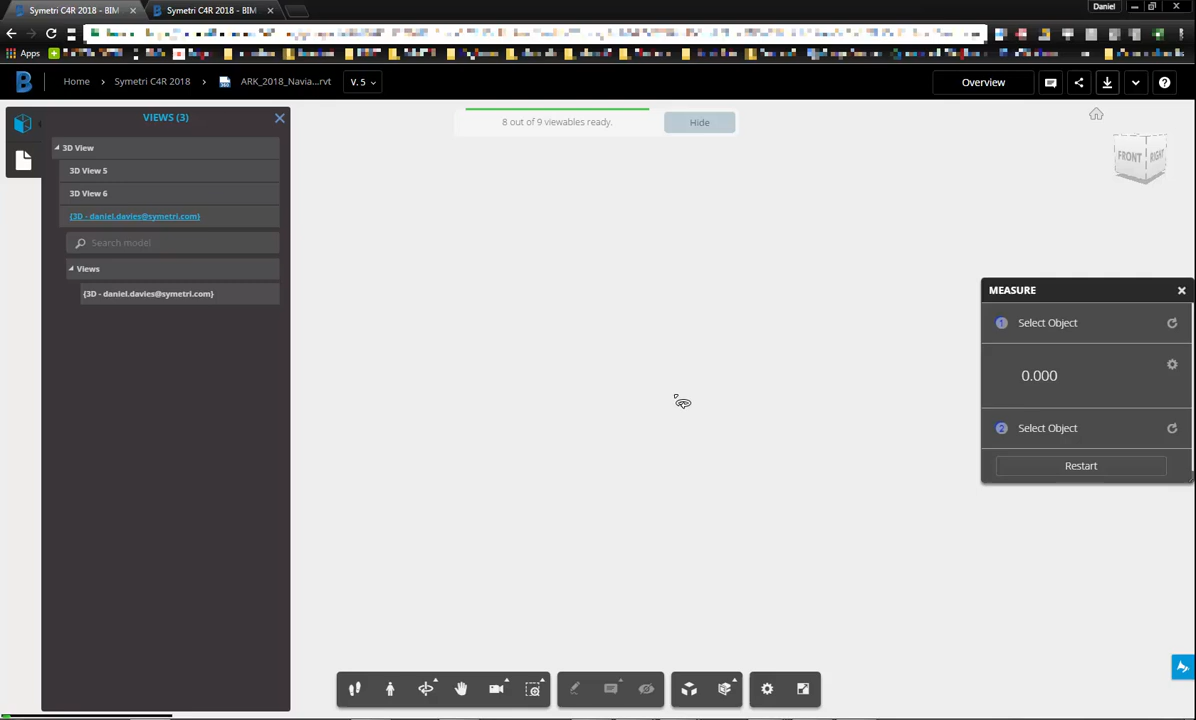 Symetri C4R 2018 - BIM
Symetri C4R 2018 - BIM
Daniel
Apps
Home
Symetri C4R 2018
ARK_2018_Navia...rvt
V. 5
Overview
VIEWS (3)
3D View
3D View 5
3D View 6
{3D - daniel.davies@symetri.com}
Search model
Views
{3D - daniel.davies@symetri.com}
8 out of 9 viewables ready.
Hide
FRONT
RIGHT
MEASURE
1 Select Object
0.000
2 Select Object
Restart